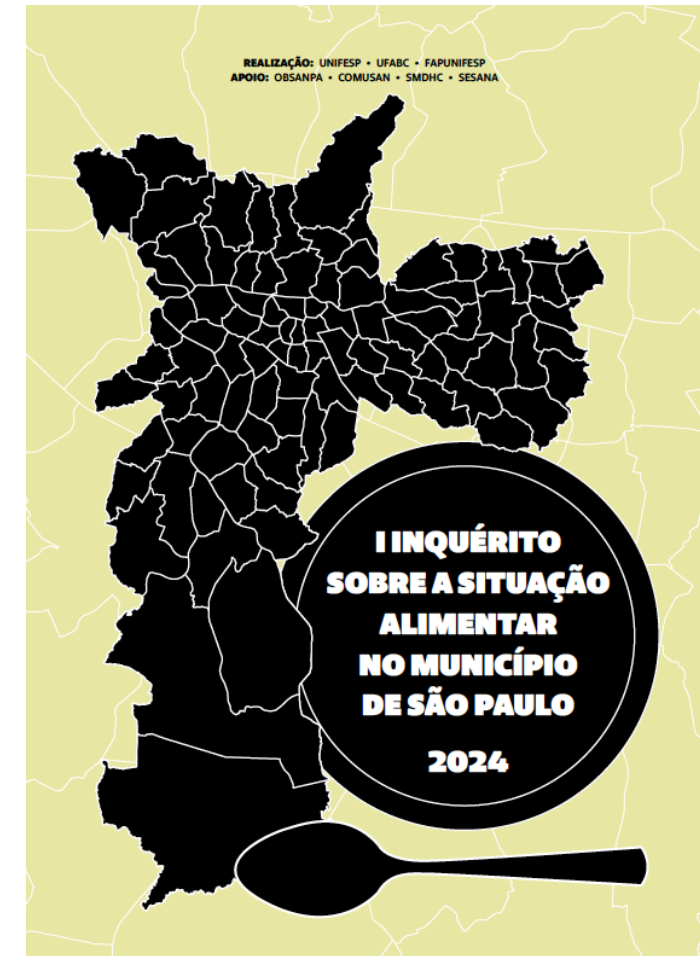 REALIZAÇÃO: UNIFESP • UFABC • FAPUNIFESP
APOIO: OBSANPA • COMUSAN • SMDHC • SESANA
I INQUÉRITO
SOBRE A SITUAÇÃO
ALIMENTAR
NO MUNICÍPIO
DE SÃO PAULO
2024